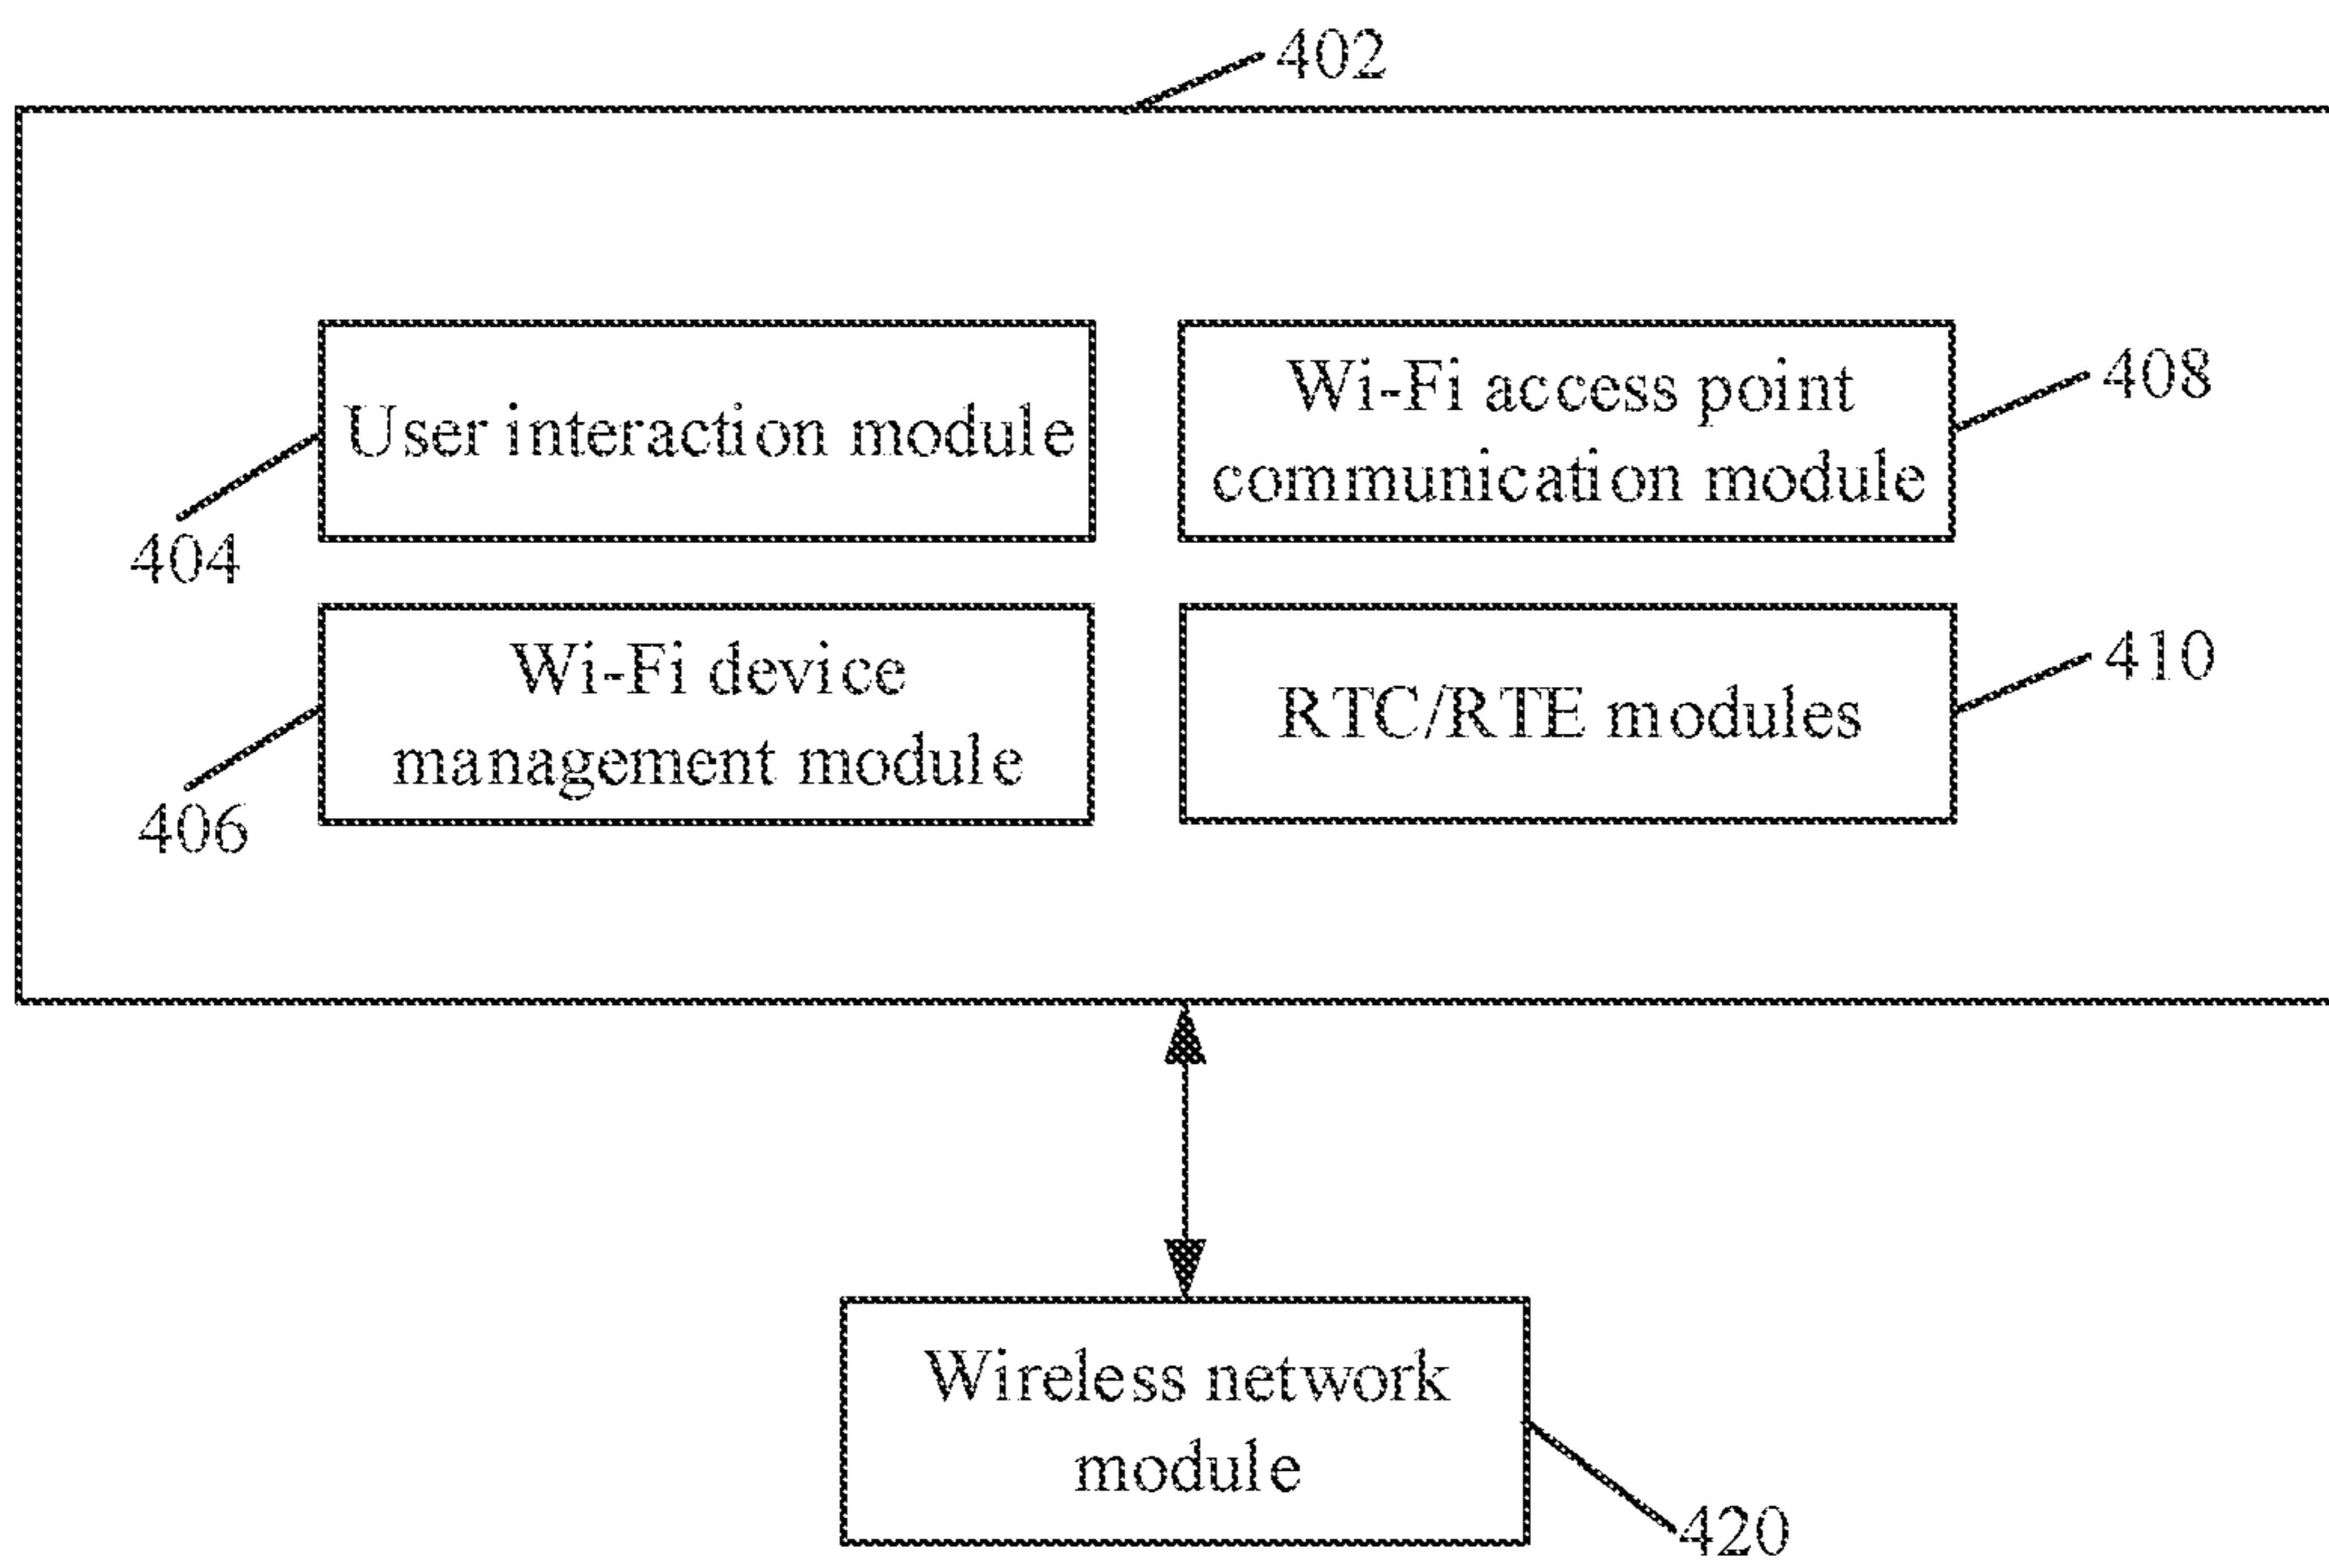 402
User interaction module
404
Wi-Fi access point
communication module
408
Wi-Fi device
management module
406
RTC/RTE modules
410
Wireless network
module
420